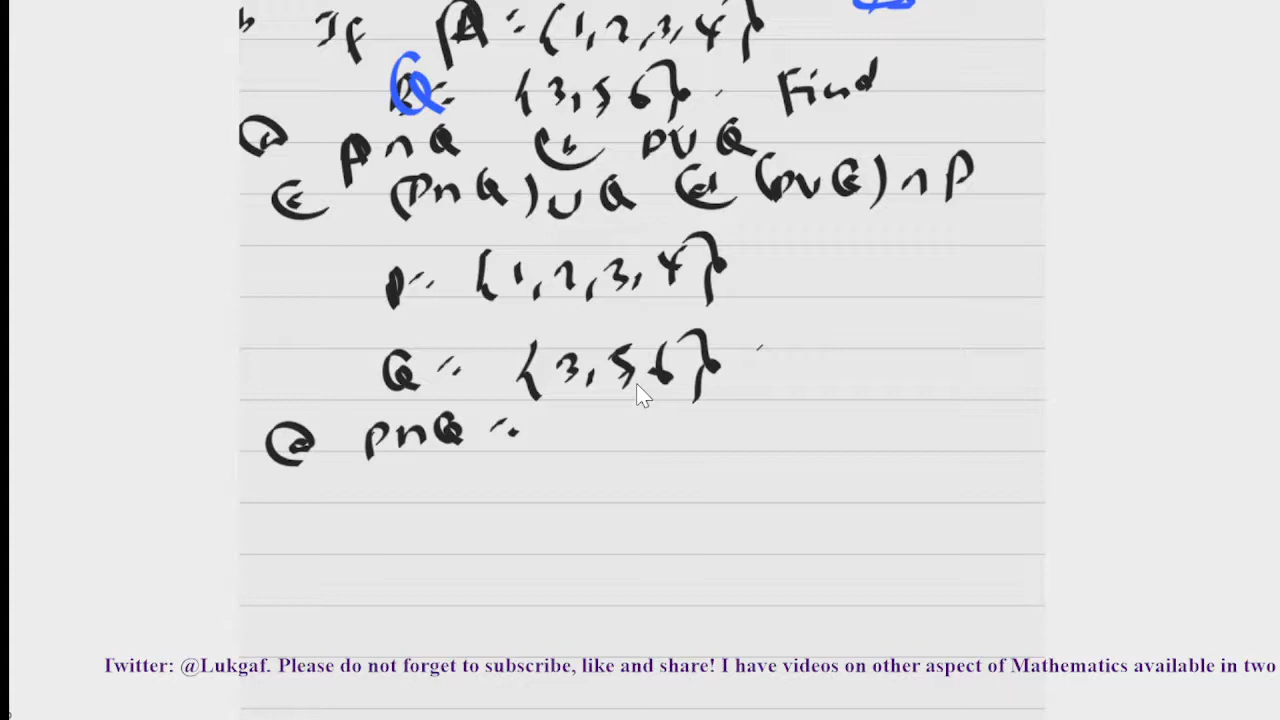 If P = {1, 2, 3, 4}
Q = {3, 5 6}. Find
(a) P∩Q (b) P∪Q
(c) (P∩Q)∪Q (d) (P∪Q)∩P
P = {1, 2, 3, 4}
Q = {3, 5 6}
(a) P∩Q =
Twitter: @Lukgaf. Please do not forget to subscribe, like and share! I have videos on other aspect of Mathematics available in two